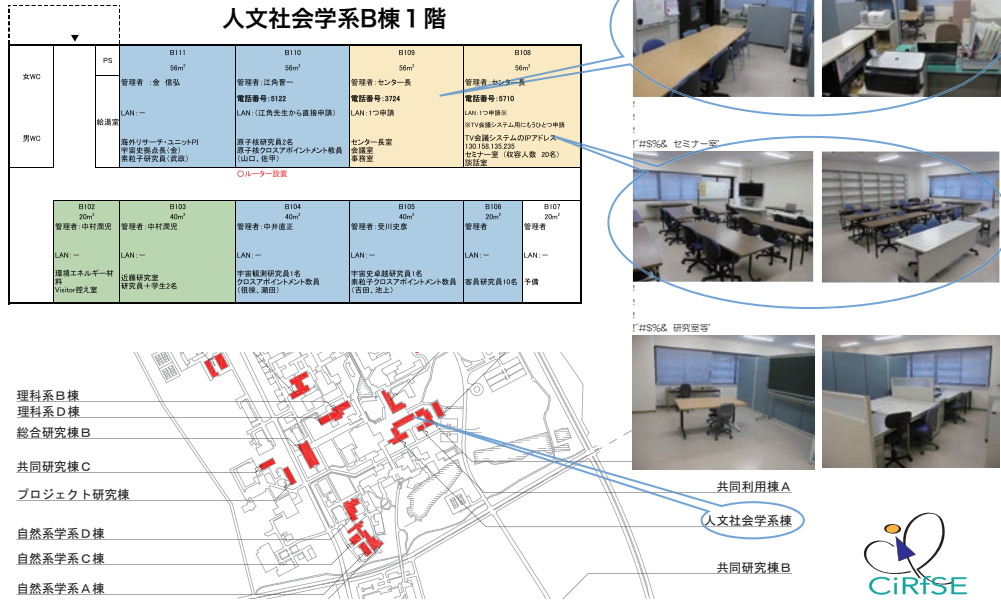 人文社会学系B棟１階
女WC
男WC
PS
給湯室
B111
56m²
管理者　:金　信弘
LAN:ー
海外リサーチ・ユニットPI
宇宙史拠点長(金)
素粒子研究員(武政)
B110
56m²
管理者:江角晋一
電話番号:5122
LAN:(江角先生から直接申請)
原子核研究員2名
原子核クロスアポイントメント教員
(山口、佐甲)
〇ルーター設置
B109
56m²
管理者:センター長
電話番号:3724
LAN:1つ申請
センター長室
会議室
事務室
B108
56m²
管理者:センター長
電話番号:5710
LAN:1つ申請※
※TV会議システム用にもうひとつ申請
TV会議システムのIPアドレス
130.158.135.235
セミナー室（収容人数　20名）
談話室
B102
20m²
管理者:中村潤児
LAN:ー
環境エネルギー材
料
Visitor控え室
B103
40m²
管理者:中村潤児
LAN:ー
近藤研究室
研究員＋学生2名
B104
40m²
管理者:中井直正
LAN:ー
宇宙観測研究員1名
クロスアポイントメント教員
(徂徠、瀬田)
B105
40m²
管理者:受川史彦
LAN:ー
宇宙史卓越研究員1名
素粒子クロスアポイントメント教員
(吉田、池上)
B106
20m²
管理者
LAN:ー
客員研究員10名
B107
20m²
管理者
LAN:ー
予備
!"#$%& セミナー室"
!"#$%& 研究室等"
理科系B棟
理科系D棟
総合研究棟B
共同研究棟C
プロジェクト研究棟
自然系学系D棟
自然系学系C棟
自然系学系A棟
共同利用棟A
人文社会学系棟
共同研究棟B
CiRfSE